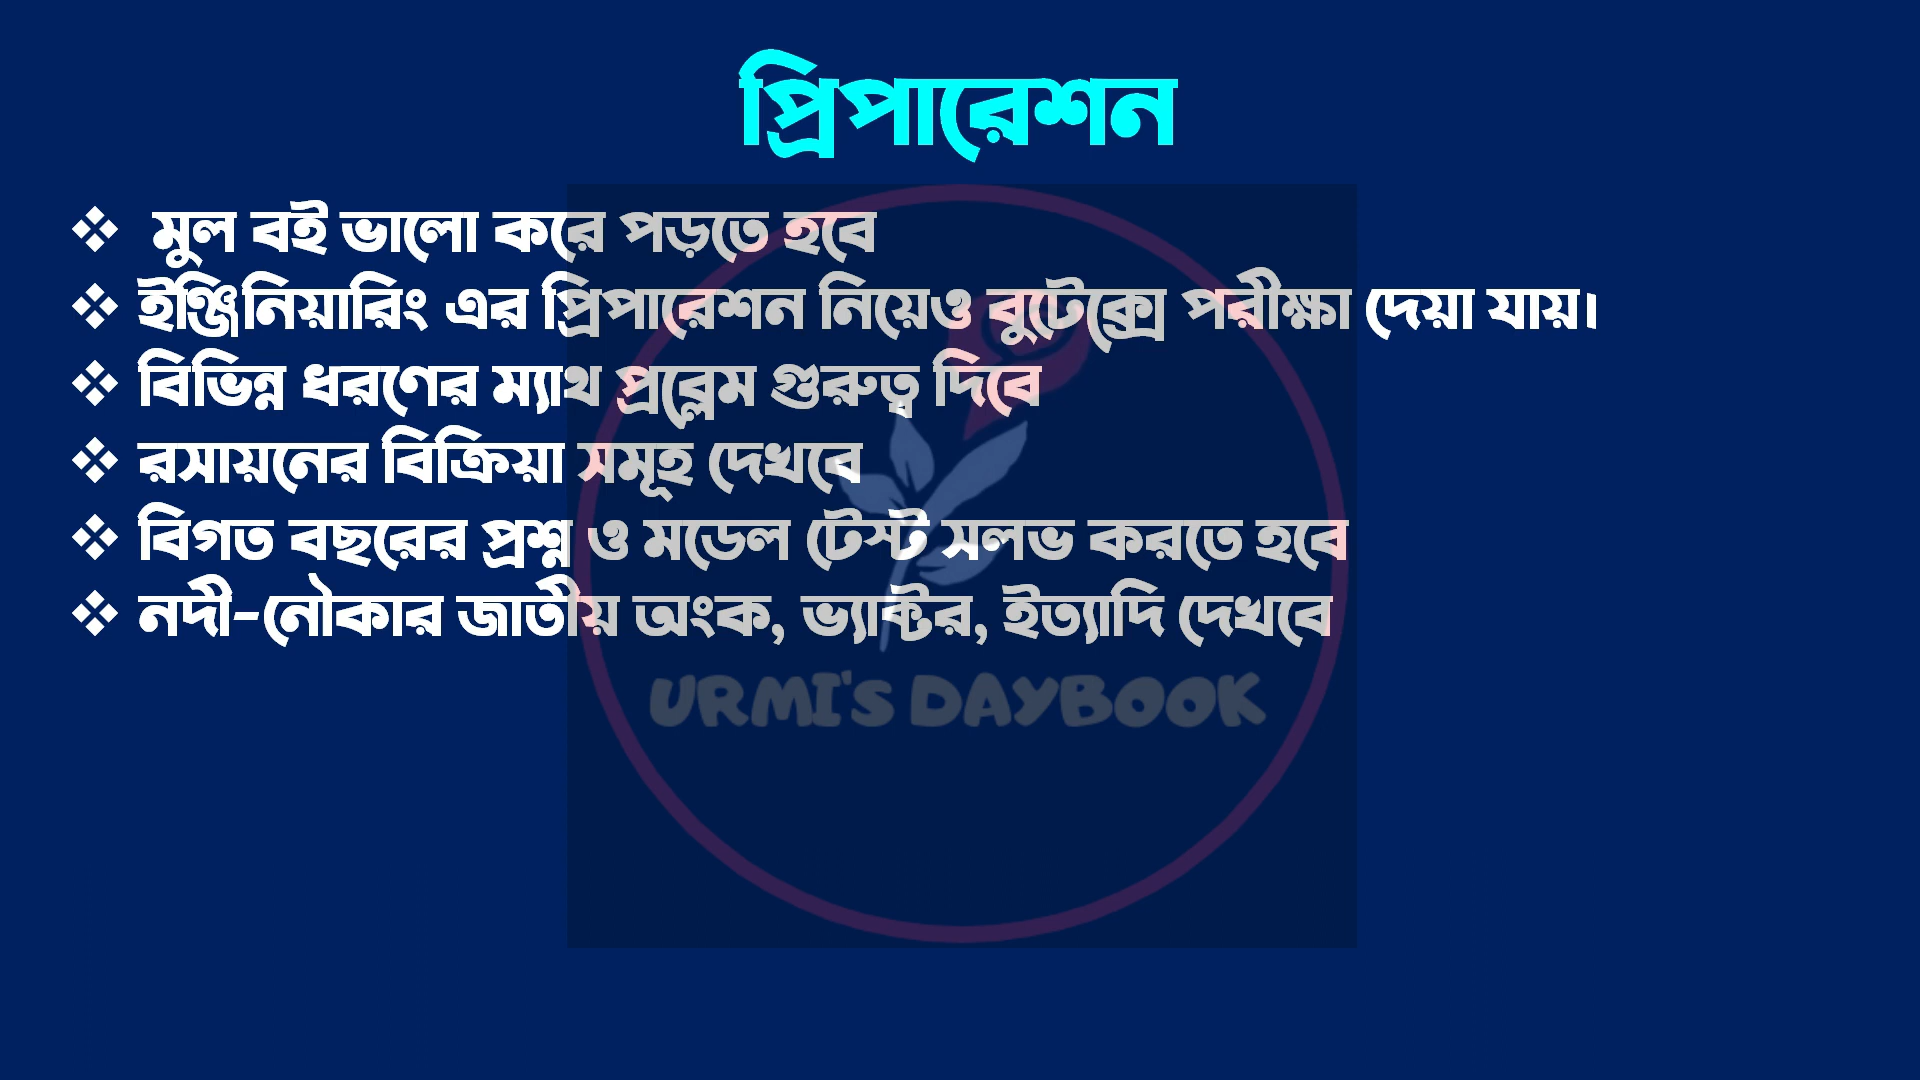 প্রিপারেশন
❖ মুল বই ভালো করে পড়তে হবে
❖ ইঞ্জিনিয়ারিং এর প্রিপারেশন নিয়েও বুটেক্সে পরীক্ষা দেয়া যায়।
❖ বিভিন্ন ধরণের ম্যাথ প্রব্লেম গুরুত্ব দিবে
❖ রসায়নের বিক্রিয়া সমূহ দেখবে
❖ বিগত বছরের প্রশ্ন ও মডেল টেস্ট সলভ করতে হবে
❖ নদী-নৌকার জাতীয় অংক, ভ্যাক্টর, ইত্যাদি দেখবে
URMI'S DAYBOOK